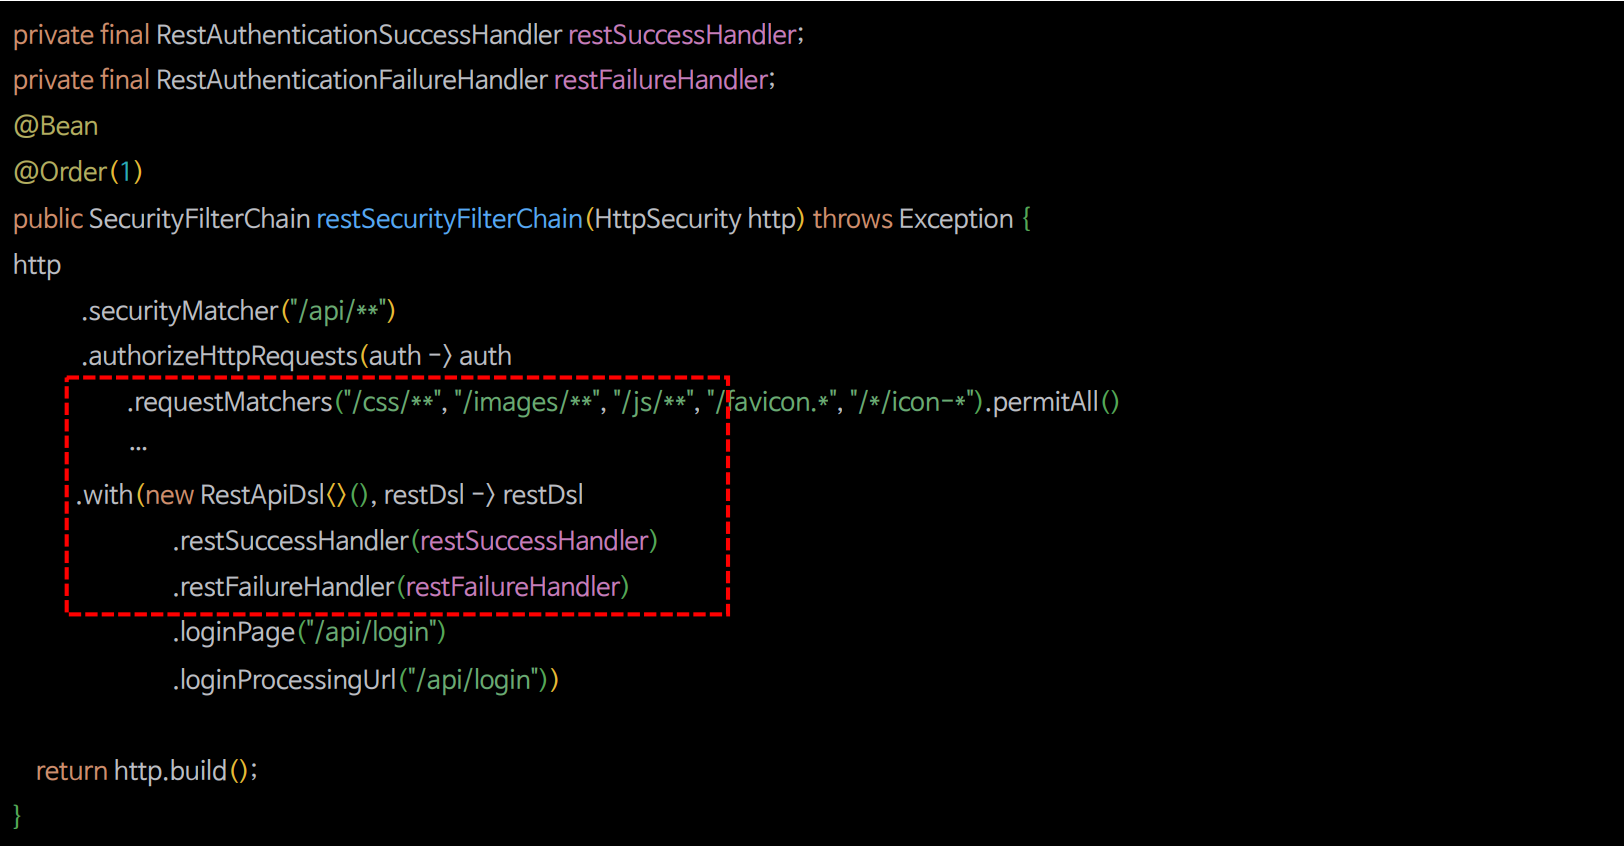 private final RestAuthenticationSuccessHandler restSuccessHandler;
private final RestAuthenticationFailureHandler restFailureHandler;
@Bean
@Order(1)
public SecurityFilterChain restSecurityFilterChain(HttpSecurity http) throws Exception {
http
.securityMatcher("/api/**")
.authorizeHttpRequests(auth -> auth
.requestMatchers("/css/**", "/images/**", "/js/**", "/favicon.*", "/*/icon-*").permitAll()
...
.with(new RestApiDsl<>(), restDsl -> restDsl
.restSuccessHandler(restSuccessHandler)
.restFailureHandler(restFailureHandler)
.loginPage("/api/login")
.loginProcessingUrl("/api/login"))
return http.build();
}